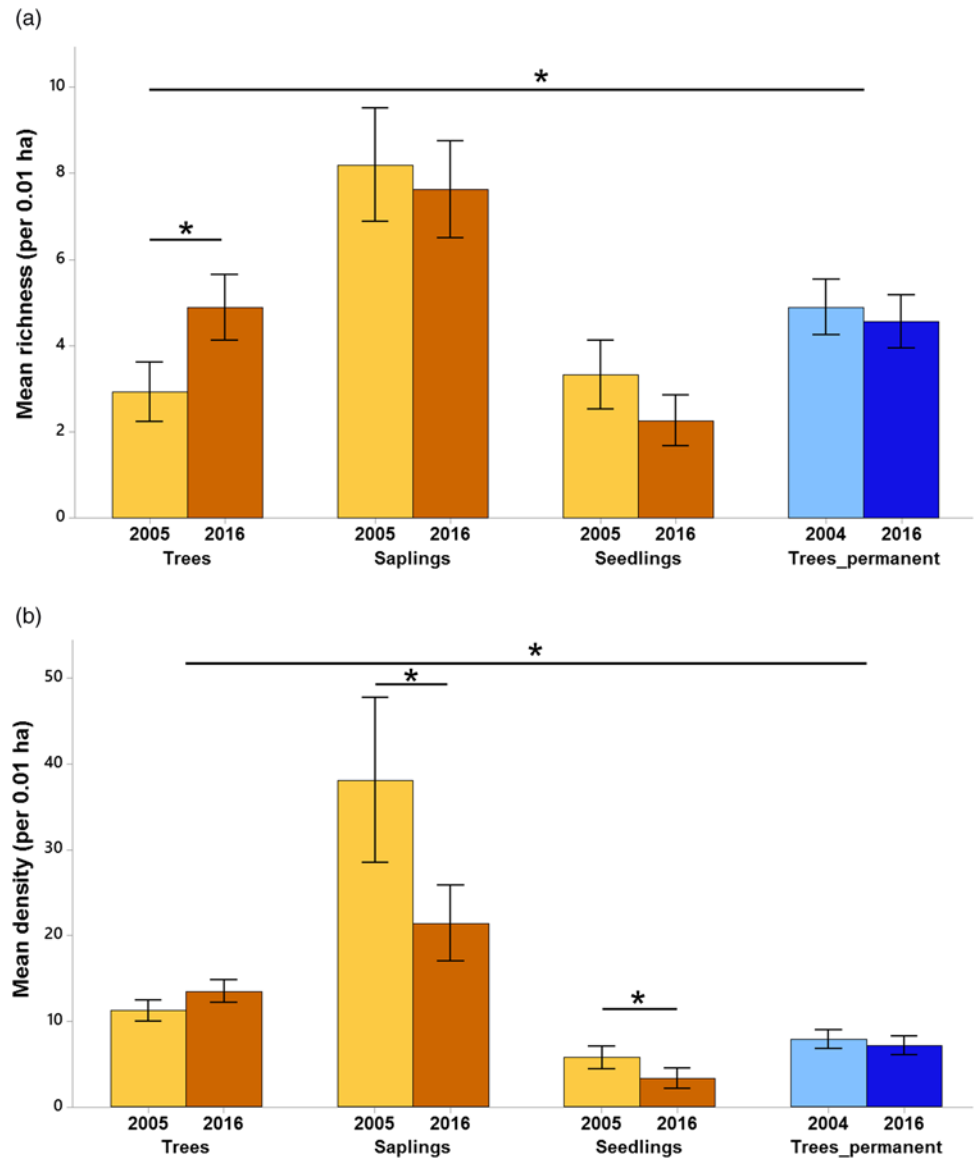 (a)
Mean richness (per 0.01 ha)
10
8
6
4
2
0
*
*
2005 2016 2005 2016 2005 2016 2004 2016
Trees Saplings Seedlings Trees_permanent
(b)
Mean density (per 0.01 ha)
50
40
30
20
10
0
*
*
*
2005 2016 2005 2016 2005 2016 2004 2016
Trees Saplings Seedlings Trees_permanent